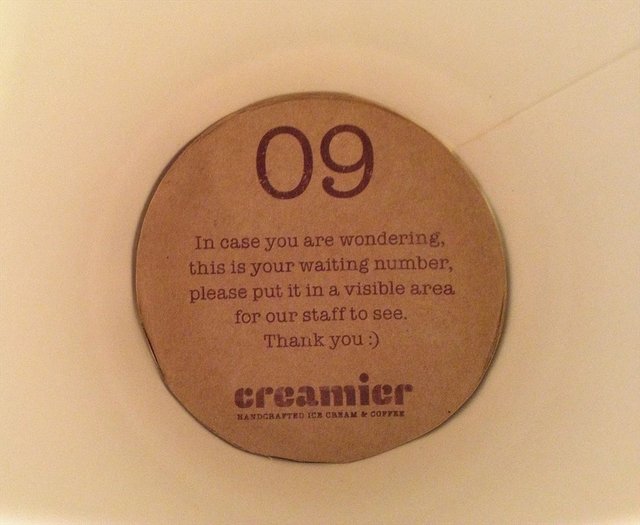 09
In case you are wondering,
this is your waiting number,
please put it in a visible area
for our staff to see.
Thank you :)
creamier
HANDCRAFTED ICE CREAM & COFFEE